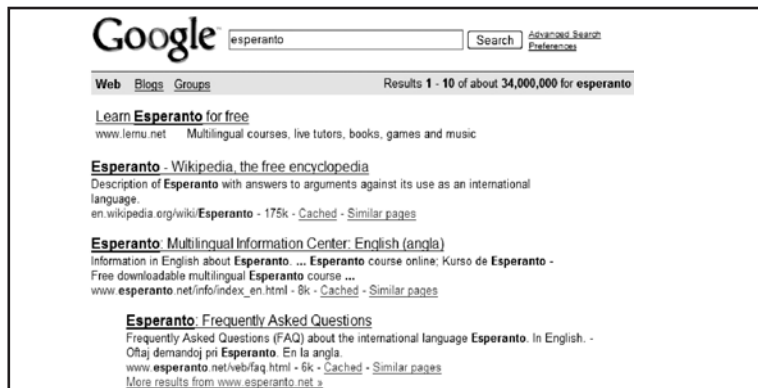 Google esperanto Search Advanced Search
Preferences
Web Blogs Groups Results 1 - 10 of about 34,000,000 for esperanto
Learn Esperanto for free
www.lernu.net Multilingual courses, live tutors, books, games and music
Esperanto - Wikipedia, the free encyclopedia
Description of Esperanto with answers to arguments against its use as an international
language.
en.wikipedia.org/wiki/Esperanto - 175k - Cached - Similar pages
Esperanto: Multilingual Information Center: English (angla)
Information in English about Esperanto. ... Esperanto course online; Kurso de Esperanto -
Free downloadable multilingual Esperanto course ...
www.esperanto.net/info/index_en.html - 8k - Cached - Similar pages
Esperanto: Frequently Asked Questions
Frequently Asked Questions (FAQ) about the international language Esperanto. In English. -
Oftaj demandoj pri Esperanto. En la angla.
www.esperanto.net/veb/faq.html - 6k - Cached - Similar pages
More results from www.esperanto.net »